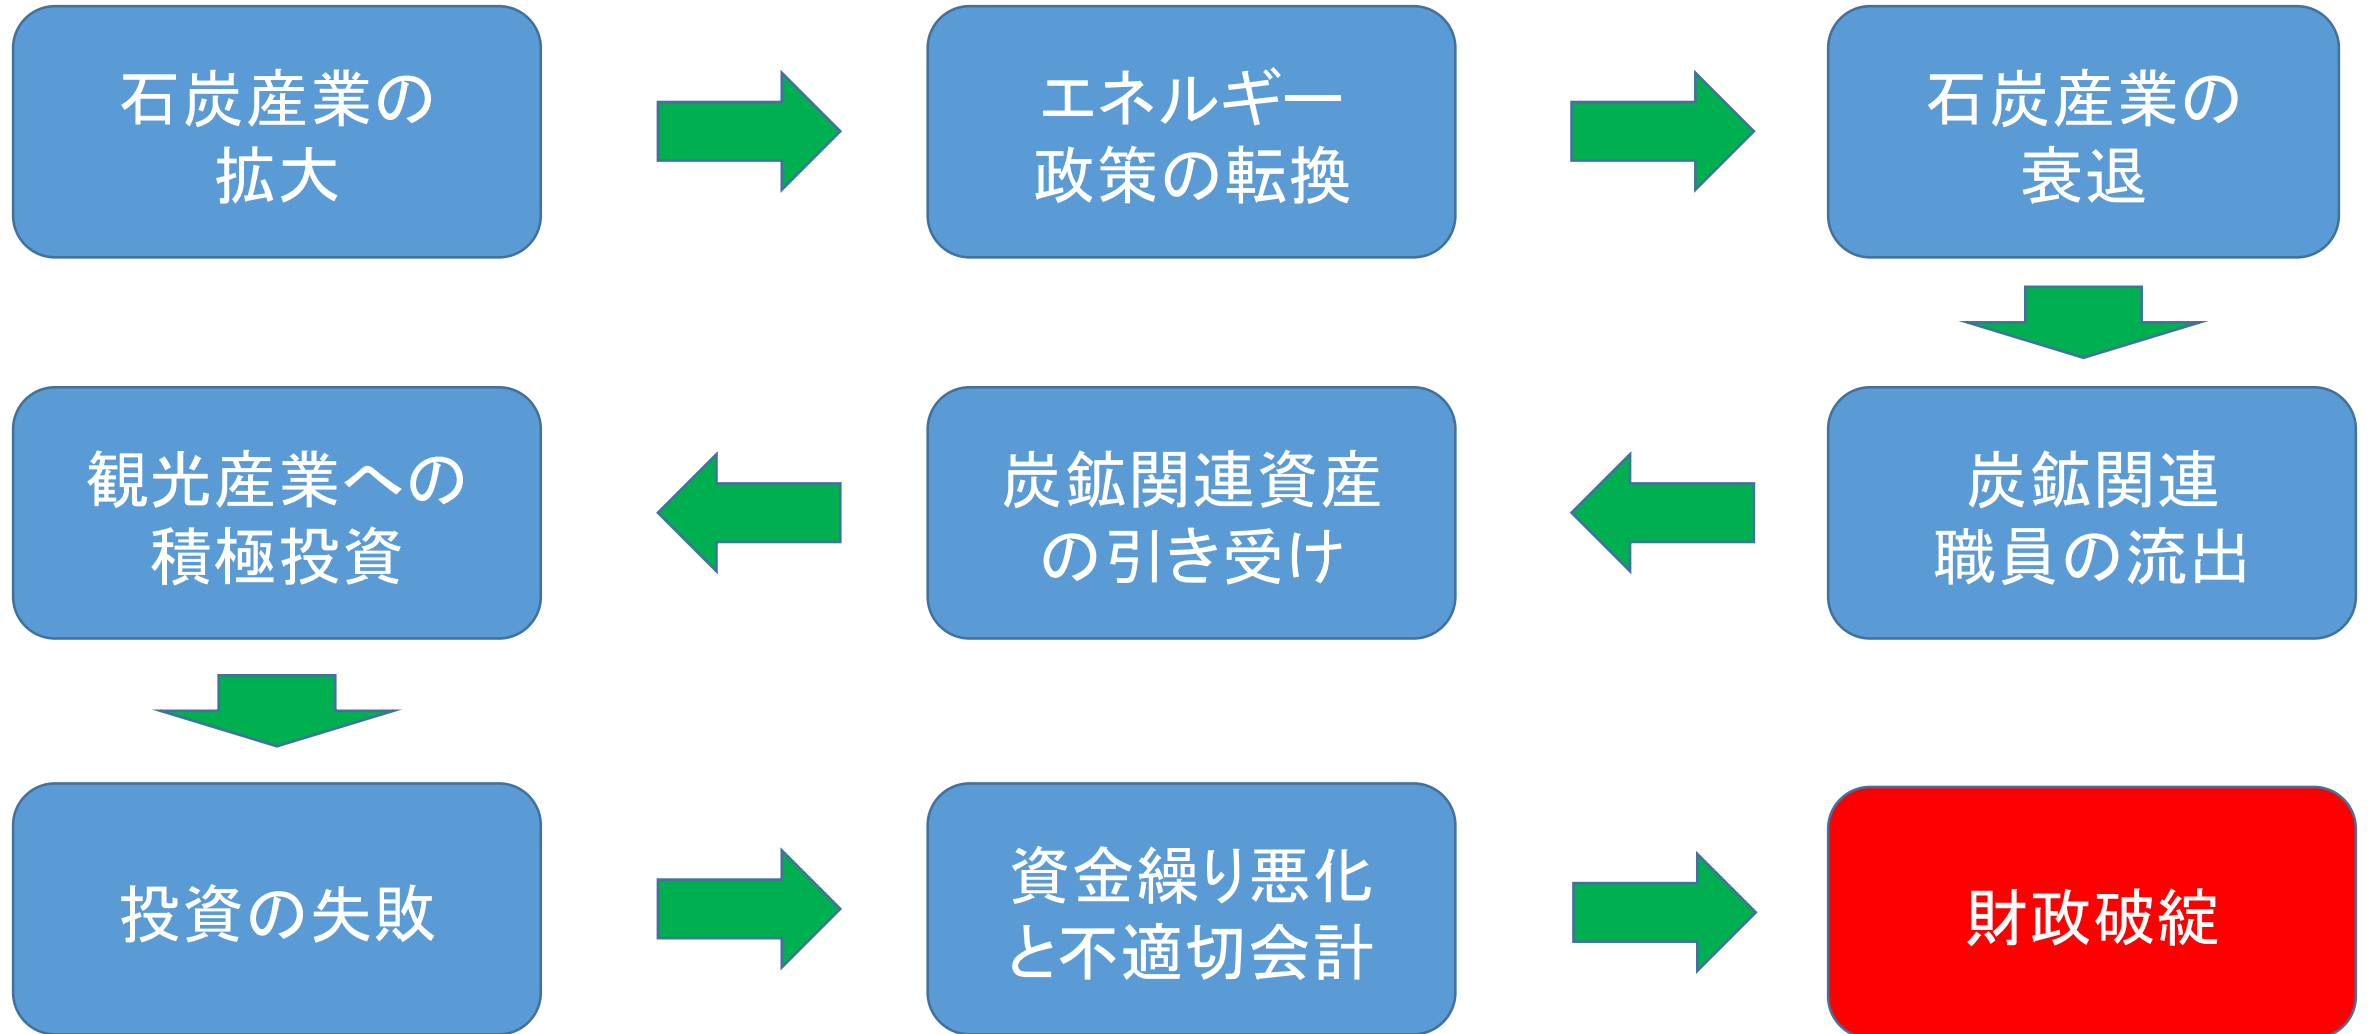 石炭産業の
拡大
エネルギー
政策の転換
石炭産業の
衰退
炭鉱関連
職員の流出
炭鉱関連資産
の引き受け
観光産業への
積極投資
投資の失敗
資金繰り悪化
と不適切会計
財政破綻